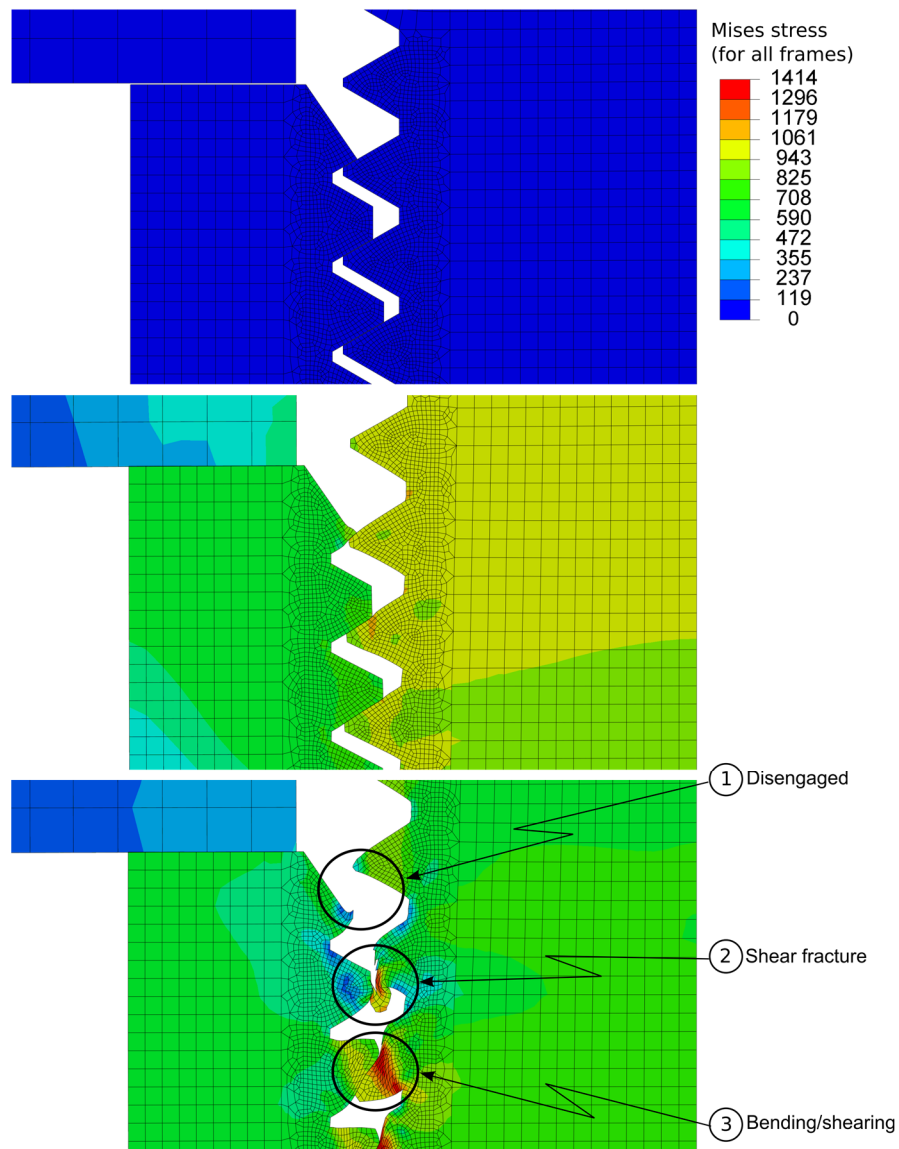 Mises stress
(for all frames)
1414
1296
1179
1061
943
825
708
590
472
355
237
119
0
1 Disengaged
2 Shear fracture
3 Bending/shearing